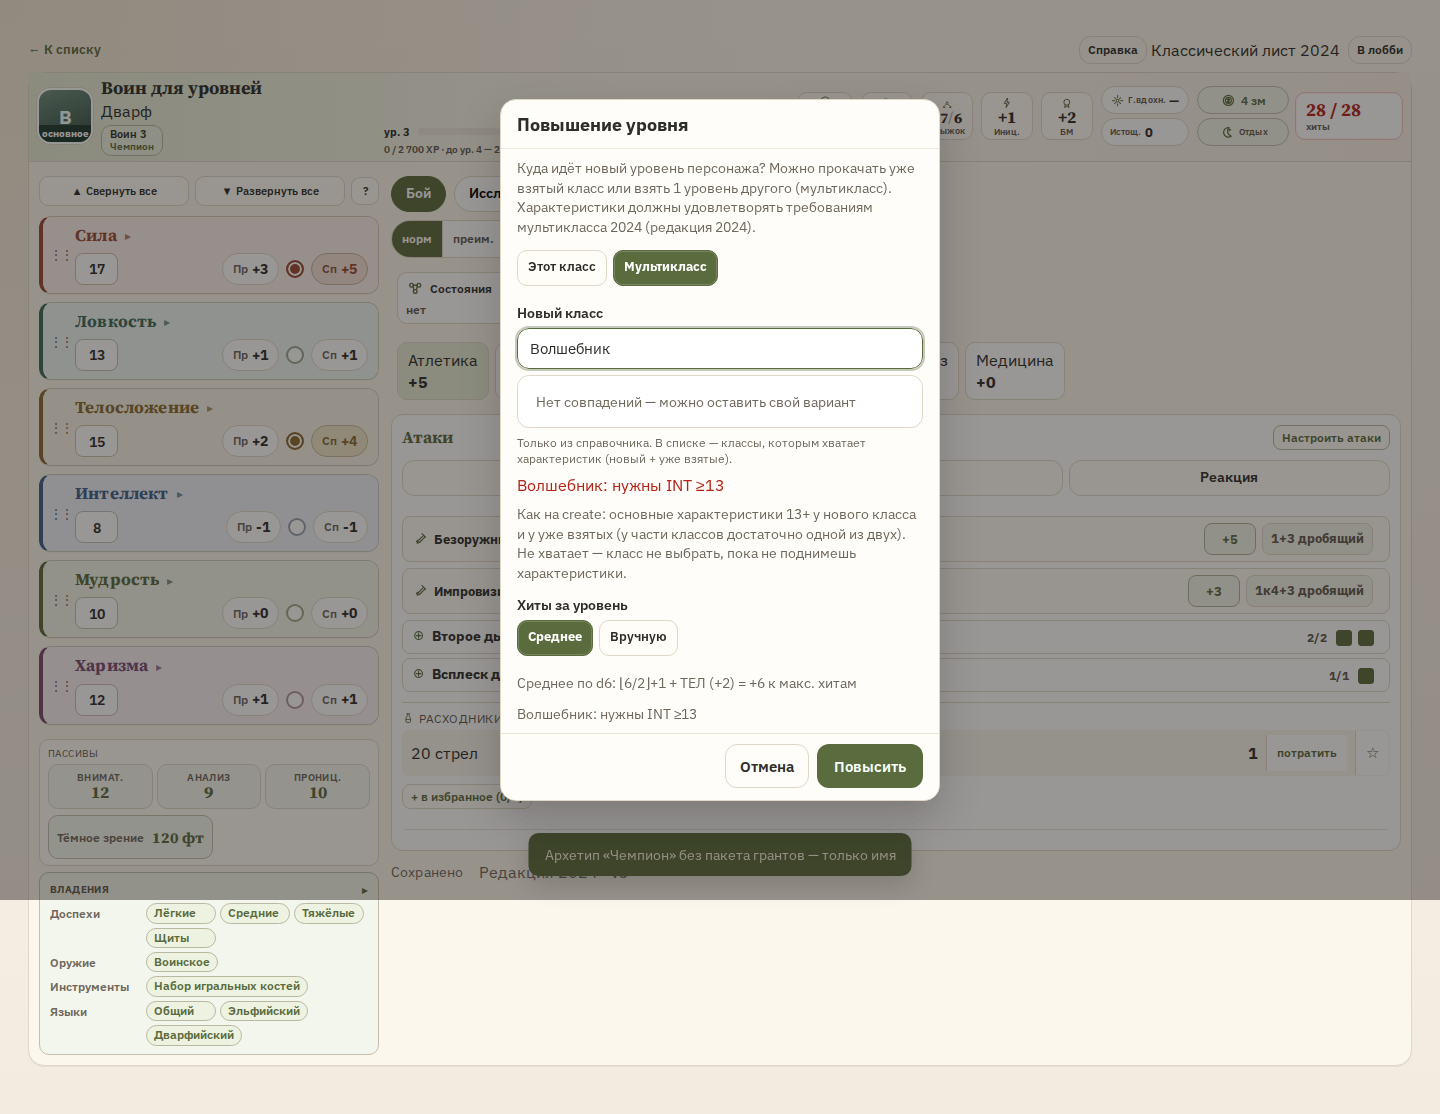 ← К списку
Справка
Классический лист 2024
В лобби
В
основное
Воин для уровней
Дварф
Воин 3
Чемпион
ур. 3
0 / 2 700 XP · до ур. 4 — 2
7/6
+1
Иниц.
+2
БМ
Г.вдохн. —
Истощ. 0
4 зм
Отдых
28 / 28
хиты
▲ Свернуть все
▼ Развернуть все
?
Сила ▸
17
Пр +3
Сп +5
Ловкость ▸
13
Пр +1
Сп +1
Телосложение ▸
15
Пр +2
Сп +4
Интеллект ▸
8
Пр -1
Сп -1
Мудрость ▸
10
Пр +0
Сп +0
Харизма ▸
12
Пр +1
Сп +1
ПАССИВЫ
ВНИМАТ.
12
АНАЛИЗ
9
ПРОНИЦ.
10
Тёмное зрение 120 фт
ВЛАДЕНИЯ ▸
Доспехи
Лёгкие
Средние
Тяжёлые
Щиты
Оружие
Воинское
Инструменты
Набор игральных костей
Языки
Общий
Эльфийский
Дварфийский
Бой
норм
преим.
Состояния
нет
Атлетика
+5
Медицина
+0
Атаки
Настроить атаки
Реакция
+5
1+3 дробящий
+3
1к4+3 дробящий
2/2
1/1
РАСХОДНИКИ
20 стрел
1
потратить
☆
+ в избранное
Сохранено
Повышение уровня
Куда идёт новый уровень персонажа? Можно прокачать уже
взятый класс или взять 1 уровень другого (мультикласс).
Характеристики должны удовлетворять требованиям
мультикласса 2024 (редакция 2024).
Этот класс
Мультикласс
Новый класс
Волшебник
Нет совпадений — можно оставить свой вариант
Только из справочника. В списке — классы, которым хватает
характеристик (новый + уже взятые).
Волшебник: нужны INT ≥13
Как на create: основные характеристики 13+ у нового класса
и у уже взятых (у части классов достаточно одной из двух).
Не хватает — класс не выбрать, пока не поднимешь
характеристики.
Хиты за уровень
Среднее
Вручную
Среднее по d6: ⌊6/2⌋+1 + ТЕЛ (+2) = +6 к макс. хитам
Волшебник: нужны INT ≥13
Отмена
Повысить
Архетип «Чемпион» без пакета грантов — только имя